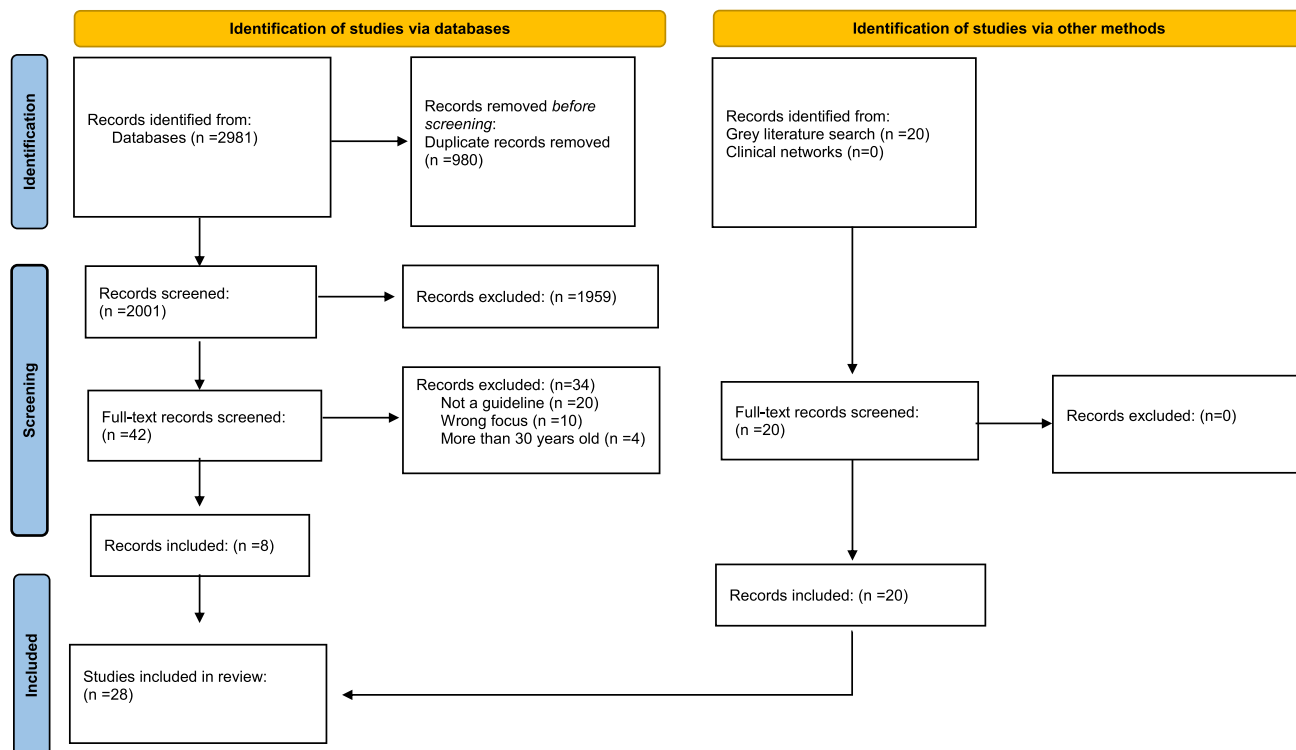 Identification of studies via databases
Identification of studies via other methods
Identification
Records identified from:
Databases (n =2981)
Records removed before
screening:
Duplicate records removed
(n =980)
Records identified from:
Grey literature search (n =20)
Clinical networks (n=0)
Screening
Records screened:
(n =2001)
Records excluded: (n =1959)
Full-text records screened:
(n =42)
Records excluded: (n=34)
Not a guideline (n =20)
Wrong focus (n =10)
More than 30 years old (n =4)
Full-text records screened:
(n =20)
Records excluded: (n=0)
Records included: (n =8)
Records included: (n =20)
Included
Studies included in review:
(n =28)